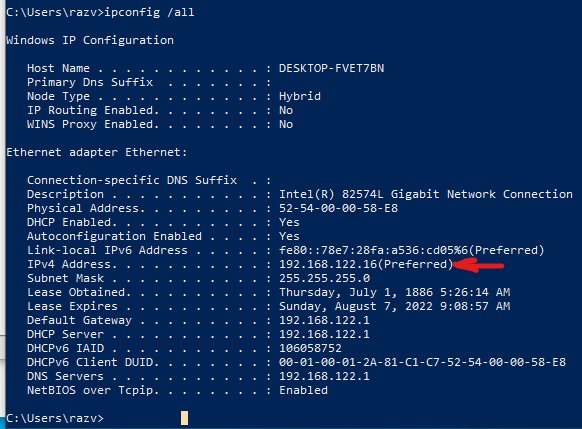 C:\Users\razv>ipconfig /all
Windows IP Configuration
Host Name . . . . . . . . . . . . : DESKTOP-FVET7BN
Primary Dns Suffix . . . . . . . :
Node Type . . . . . . . . . . . . : Hybrid
IP Routing Enabled. . . . . . . . : No
WINS Proxy Enabled. . . . . . . . : No
Ethernet adapter Ethernet:
Connection-specific DNS Suffix . :
Description . . . . . . . . . . . : Intel(R) 82574L Gigabit Network Connection
Physical Address. . . . . . . . . : 52-54-00-00-58-E8
DHCP Enabled. . . . . . . . . . . : Yes
Autoconfiguration Enabled . . . . : Yes
Link-local IPv6 Address . . . . . : fe80::78e7:28fa:a536:cd05%6(Preferred)
IPv4 Address. . . . . . . . . . . : 192.168.122.16(Preferred)
Subnet Mask . . . . . . . . . . . : 255.255.255.0
Lease Obtained. . . . . . . . . . : Thursday, July 1, 1886 5:26:14 AM
Lease Expires . . . . . . . . . . : Sunday, August 7, 2022 9:08:57 AM
Default Gateway . . . . . . . . . : 192.168.122.1
DHCP Server . . . . . . . . . . . : 192.168.122.1
DHCPv6 IAID . . . . . . . . . . . : 106058752
DHCPv6 Client DUID. . . . . . . . : 00-01-00-01-2A-81-C1-C7-52-54-00-00-58-E8
DNS Servers . . . . . . . . . . . : 192.168.122.1
NetBIOS over Tcpip. . . . . . . . : Enabled
C:\Users\razv>